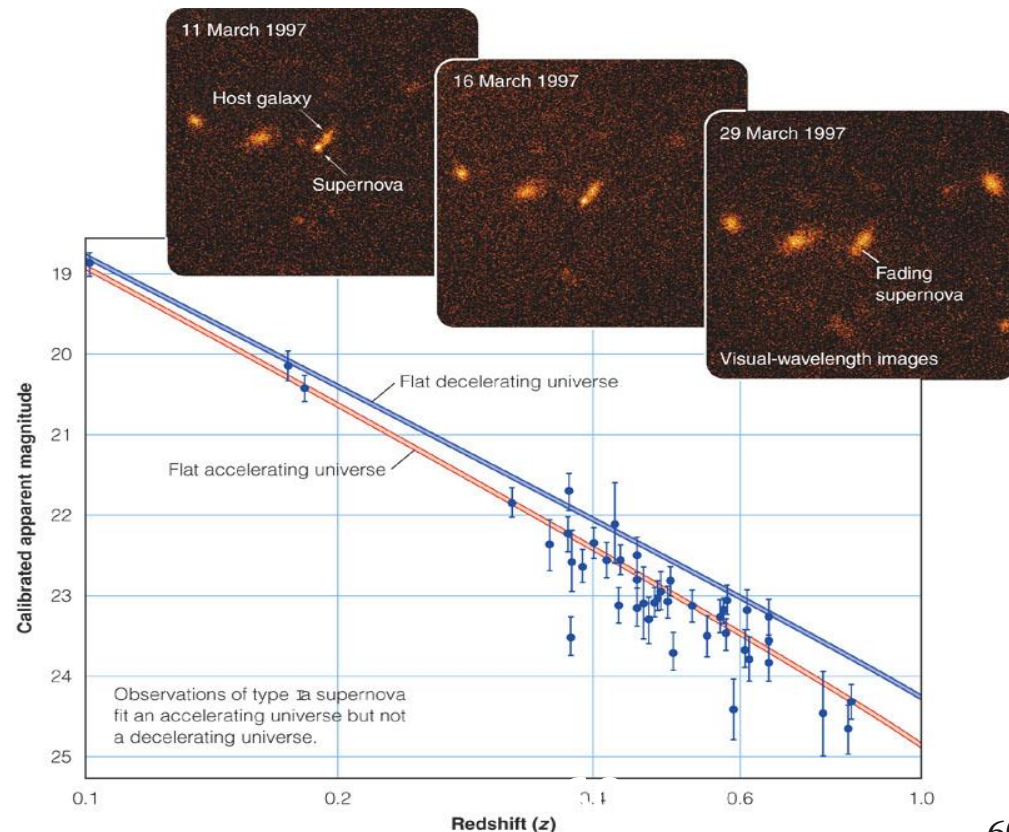 11 March 1997
Host galaxy
Supernova
16 March 1997
29 March 1997
Fading
supernova
Visual-wavelength images
19
20
21
22
23
24
25
Calibrated apparent magnitude
Flat decelerating universe
Flat accelerating universe
Observations of type Ia supernova
fit an accelerating universe but not
a decelerating universe.
0.1
0.2
0.4
0.6
1.0
Redshift (z)